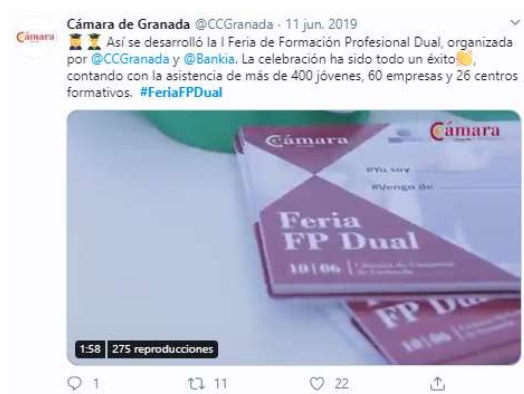 Cámara de Granada @CCGranada · 11 jun. 2019
Cámara
👩‍🎓👨‍🎓 Así se desarrolló la I Feria de Formación Profesional Dual, organizada
por @CCGranada y @Bankia. La celebración ha sido todo un éxito👏,
contando con la asistencia de más de 400 jóvenes, 60 empresas y 26 centros
formativos. #FeriaFPDual
Cámara
Cámara
#Yo soy
#Vengo de
Feria
FP Dual
10|06
FP Dual
1:58 275 reproducciones
1
11
22